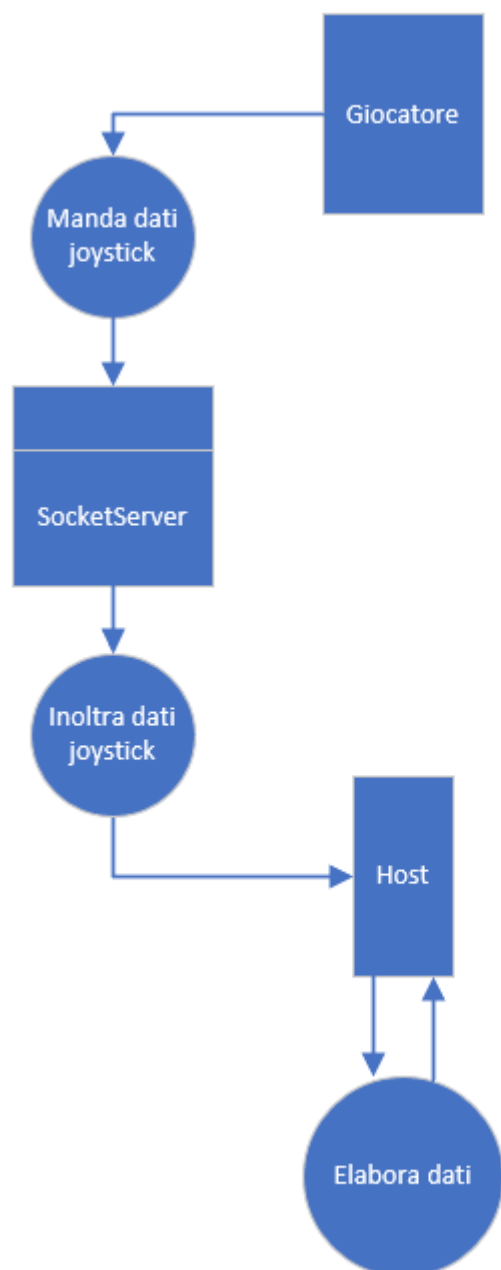 Giocatore
Manda dati
joystick
SocketServer
Inoltra dati
joystick
Host
Elabora dati